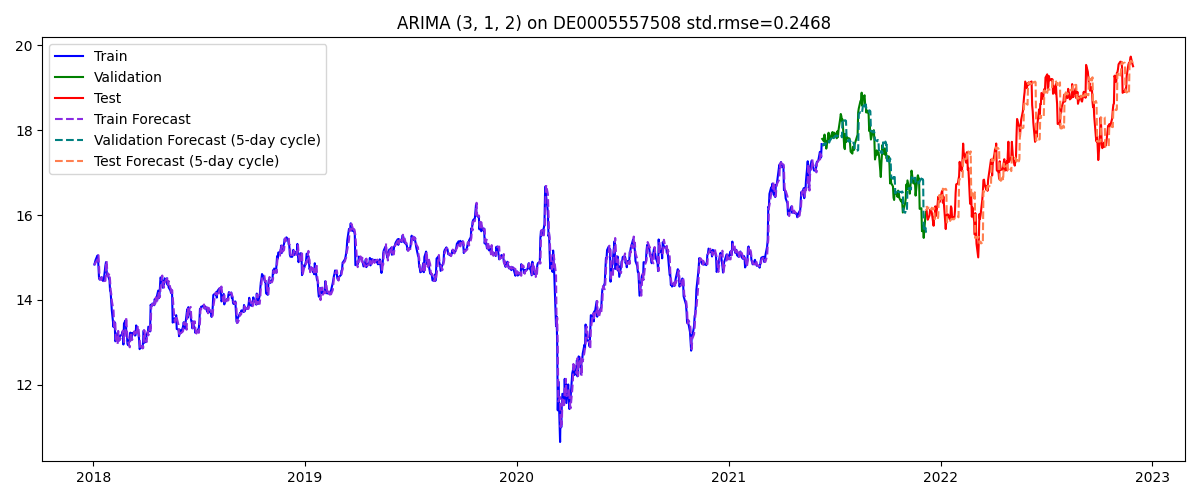 ARIMA (3, 1, 2) on DE0005557508 std.rmse=0.2468
20
18
16
14
12
Train
Validation
Test
Train Forecast
Validation Forecast (5-day cycle)
Test Forecast (5-day cycle)
2018
2019
2020
2021
2022
2023